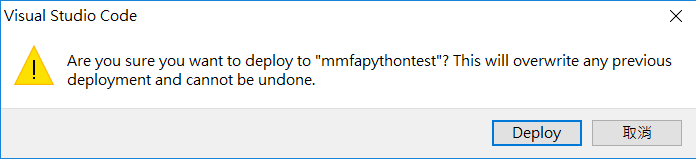 Visual Studio Code
Are you sure you want to deploy to "mmfapythontest"? This will overwrite any previous
deployment and cannot be undone.
Deploy
取消